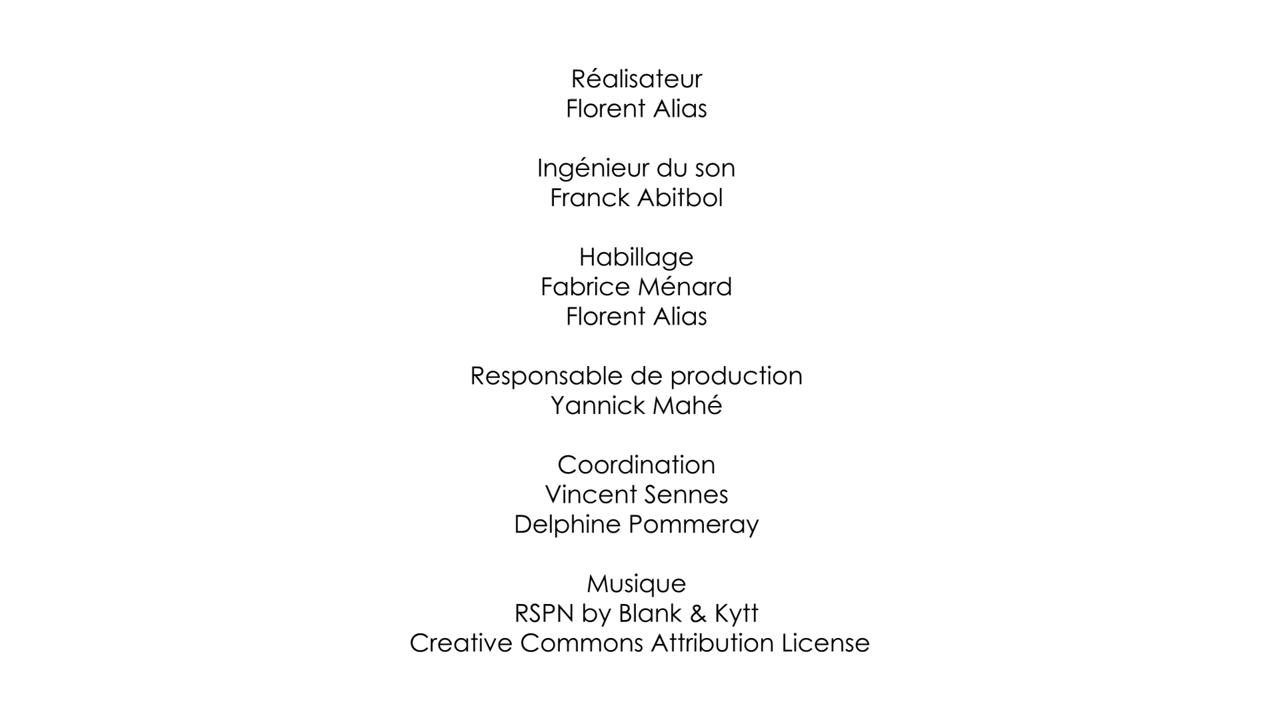 Réalisateur
Florent Alias
Ingénieur du son
Franck Abitbol
Habillage
Fabrice Ménard
Florent Alias
Responsable de production
Yannick Mahé
Coordination
Vincent Sennes
Delphine Pommeray
Musique
RSPN by Blank & Kytt
Creative Commons Attribution License